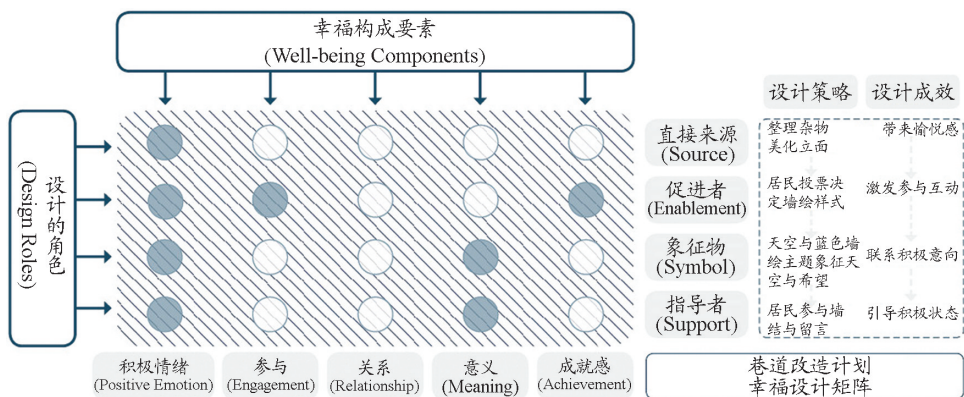 幸福构成要素
(Well-being Components)
设计的角色
(Design Roles)
设计策略
设计成效
直接来源
(Source)
整理杂物
美化立面
带来愉悦感
促进者
(Enablement)
居民投票决
定墙绘样式
激发参与互动
象征物
(Symbol)
天空与蓝色墙
绘主题象征天
空与希望
联系积极意向
指导者
(Support)
居民参与墙
结与留言
引导积极状态
积极情绪
(Positive Emotion)
参与
(Engagement)
关系
(Relationship)
意义
(Meaning)
成就感
(Achievement)
巷道改造计划
幸福设计矩阵